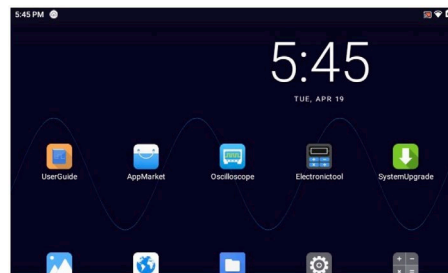 5:45 PM
5:45
TUE, APR 19
UserGuide
AppMarket
Oscilloscope
Electronictool
SystemUpgrade